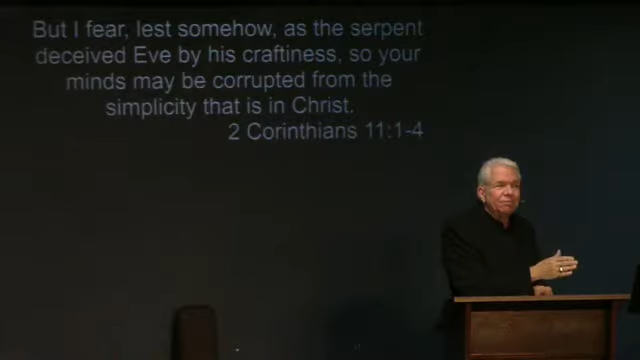 But I fear, lest somehow, as the serpent
deceived Eve by his craftiness, so your
minds may be corrupted from the
simplicity that is in Christ.
2 Corinthians 11:1-4